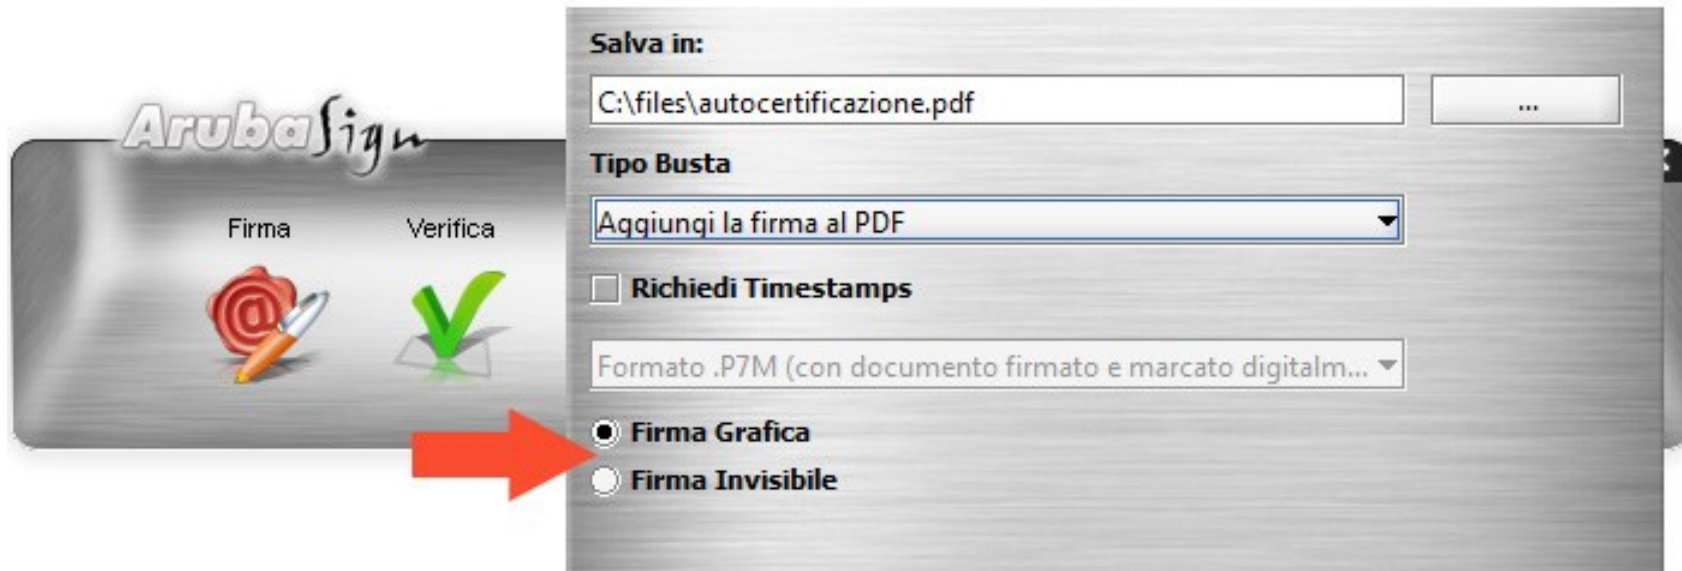 ArubaSign
Firma
Verifica
Salva in:
C:\files\autocertificazione.pdf
...
Tipo Busta
Aggiungi la firma al PDF
Richiedi Timestamps
Formato .P7M (con documento firmato e marcato digitalm...
Firma Grafica
Firma Invisibile